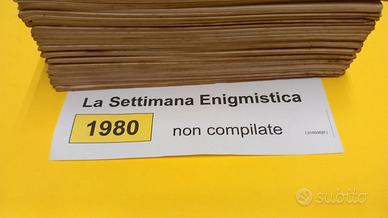 La Settimana Enigmistica
1980
non compilate
subito